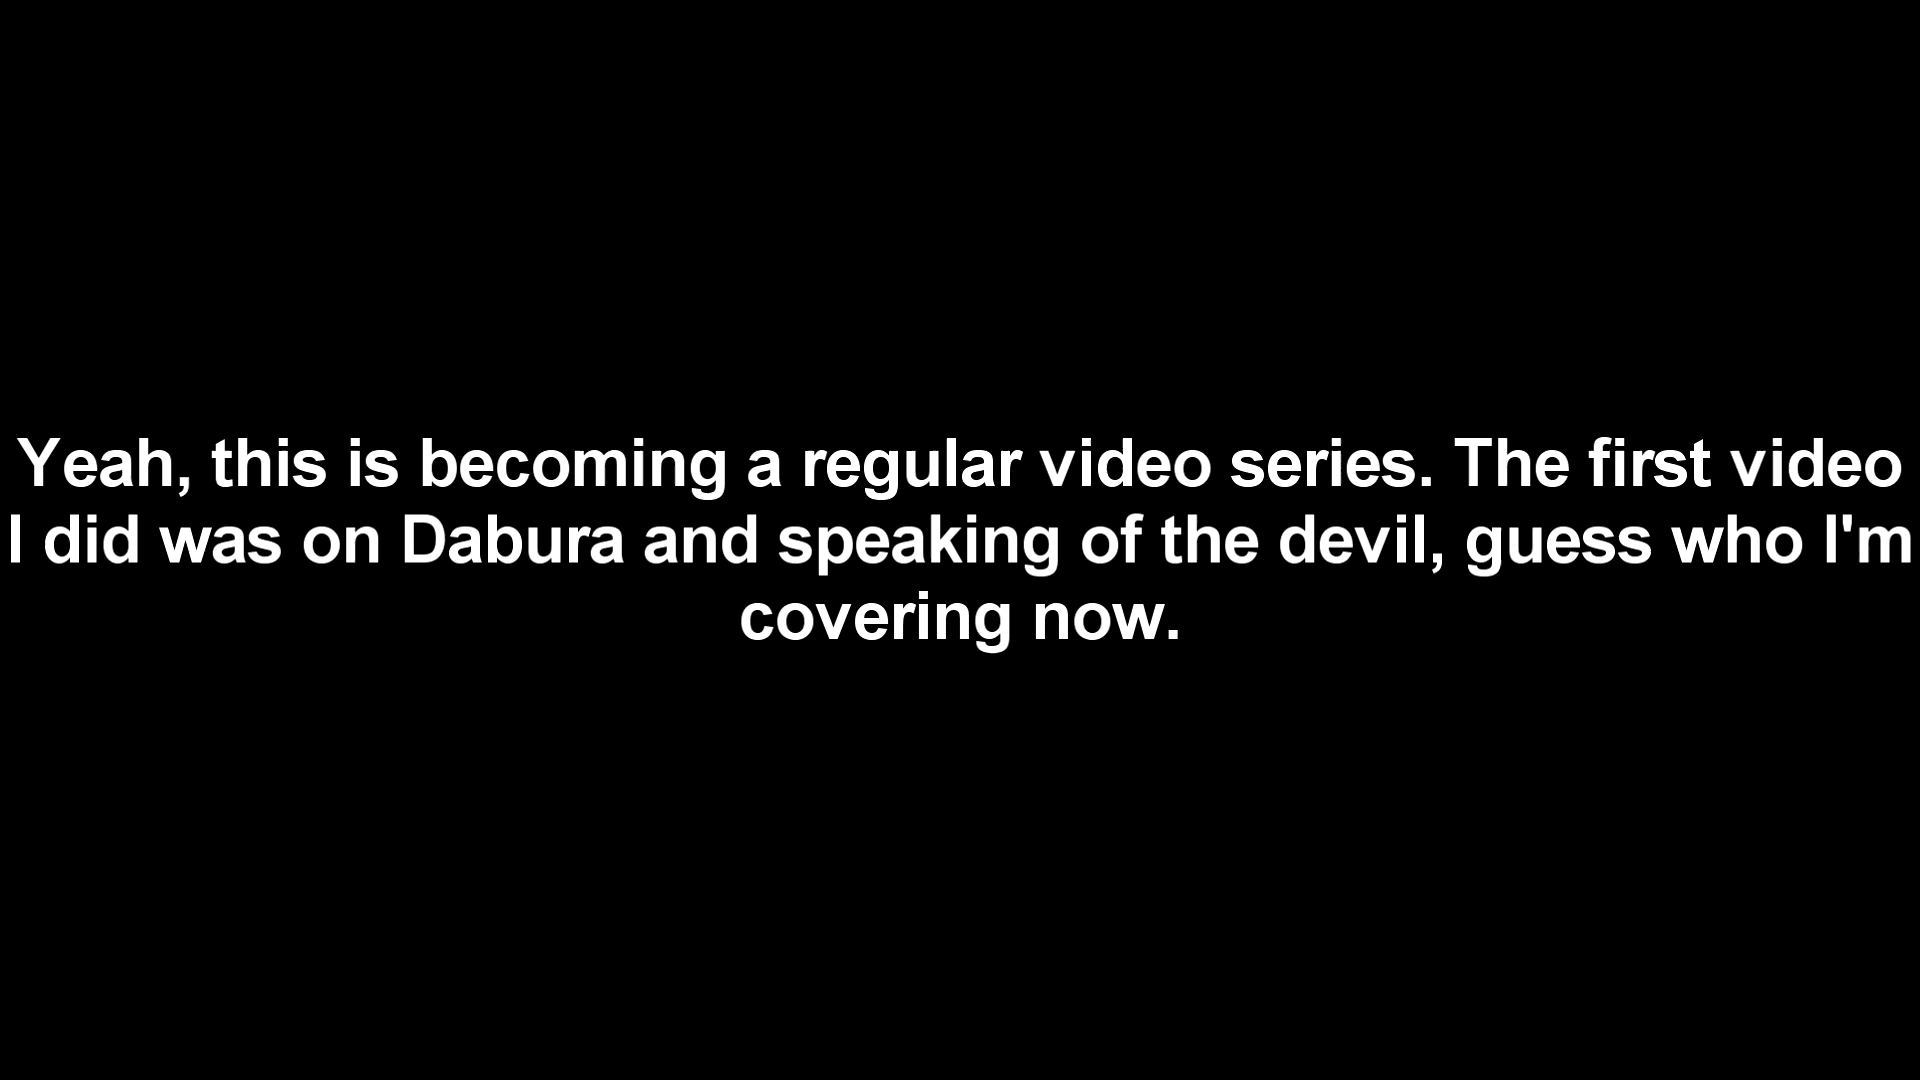 Yeah, this is becoming a regular video series. The first video
I did was on Dabura and speaking of the devil, guess who I'm
covering now.